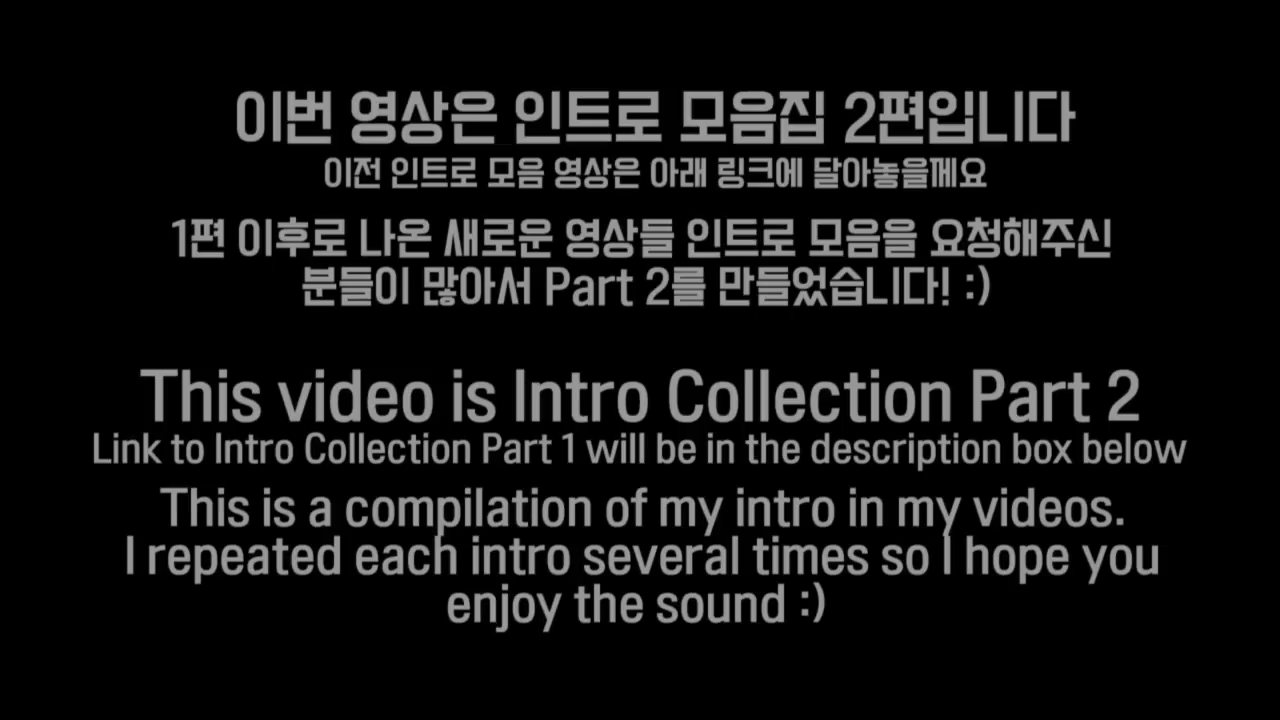 이번 영상은 인트로 모음집 2편입니다
이전 인트로 모음 영상은 아래 링크에 달아놓을께요
1편 이후로 나온 새로운 영상들 인트로 모음을 요청해주신
분들이 많아서 Part 2를 만들었습니다! :)
This video is Intro Collection Part 2
Link to Intro Collection Part 1 will be in the description box below
This is a compilation of my intro in my videos.
I repeated each intro several times so I hope you
enjoy the sound :)